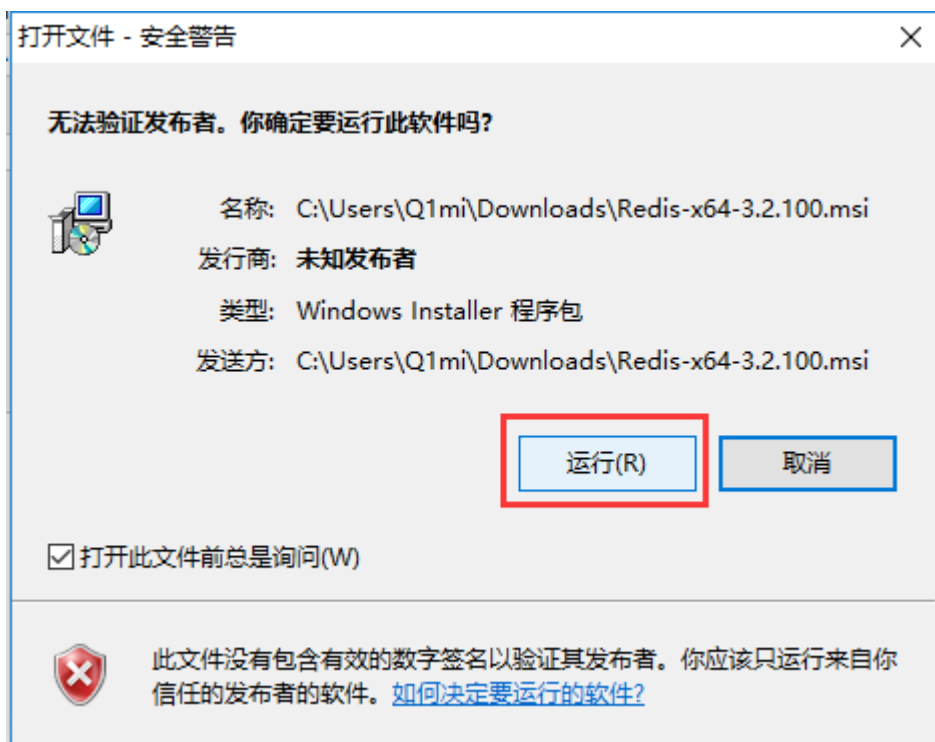 打开文件 - 安全警告
无法验证发布者。你确定要运行此软件吗?
名称: C:\Users\Q1mi\Downloads\Redis-x64-3.2.100.msi
发行商: 未知发布者
类型: Windows Installer 程序包
发送方: C:\Users\Q1mi\Downloads\Redis-x64-3.2.100.msi
运行(R) 取消
打开此文件前总是询问(W)
此文件没有包含有效的数字签名以验证其发布者。你应该只运行来自你
信任的发布者的软件。如何决定要运行的软件?